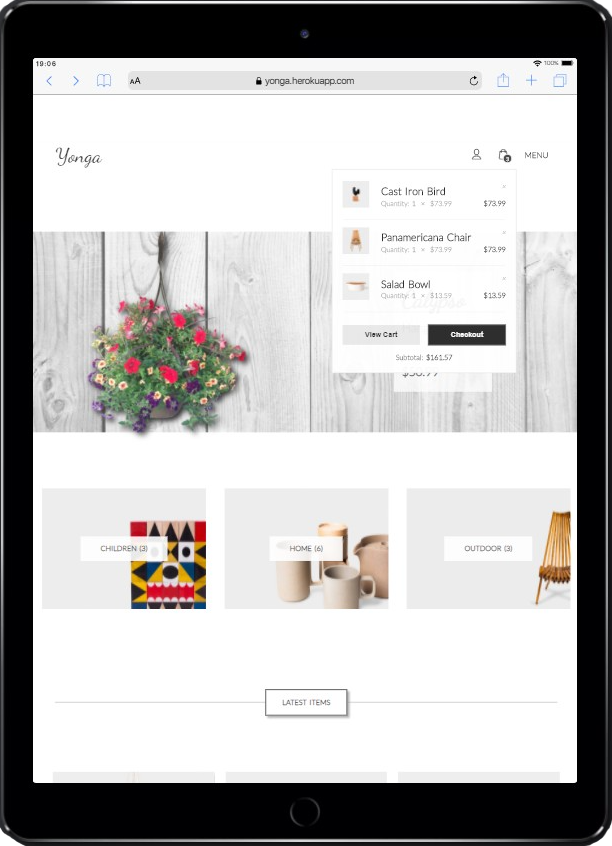 19:06
100%
AA
yonga.herokuapp.com
Yonga
3
MENU
Cast Iron Bird
×
Quantity: 1 × $73.99
$73.99
Panamericana Chair
×
Quantity: 1 × $73.99
$73.99
Salad Bowl
×
Quantity: 1 × $13.59
$13.59
Calypso
View Cart
Checkout
Subtotal: $161.57
CHILDREN (3)
HOME (6)
OUTDOOR (3)
LATEST ITEMS